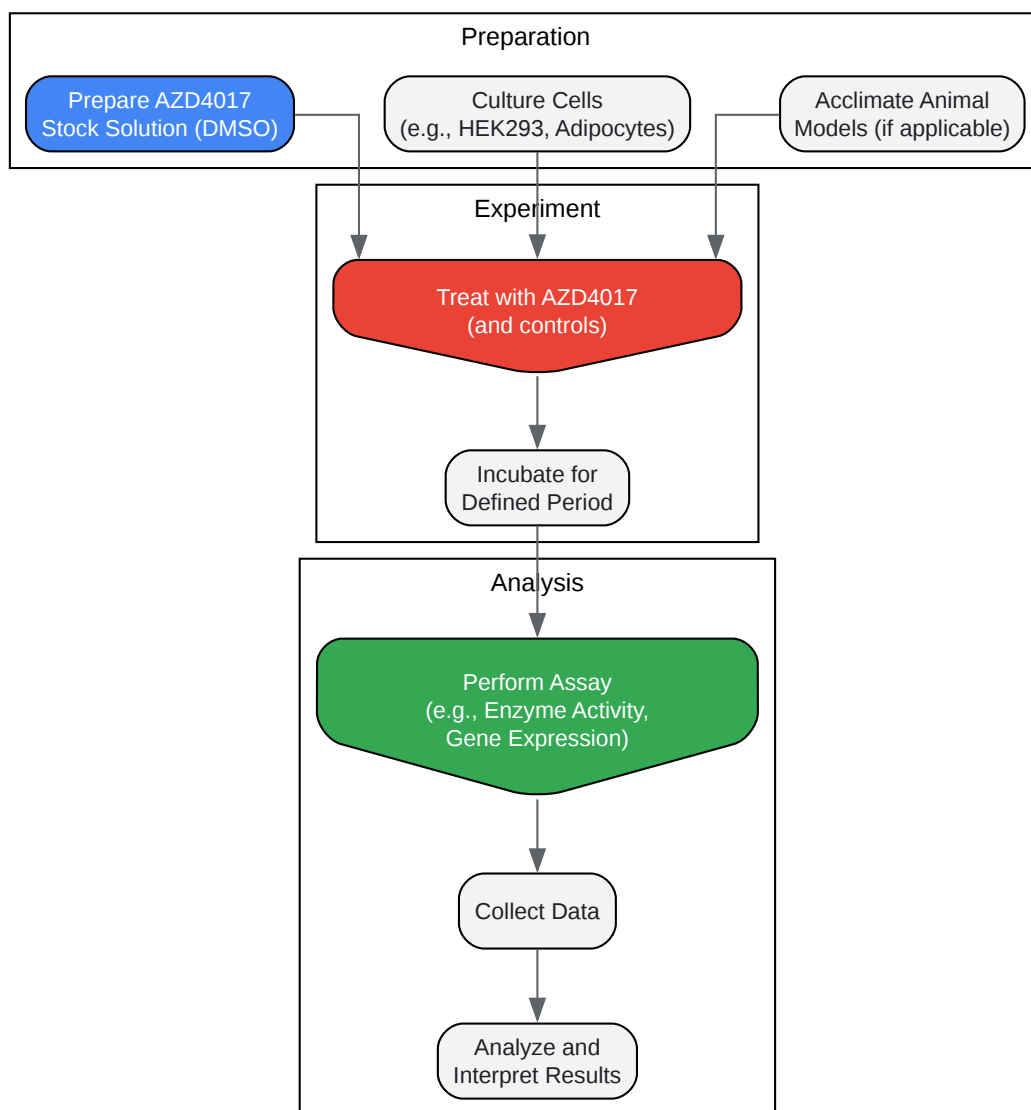 Preparation
Prepare AZD4017
Stock Solution (DMSO)
Culture Cells
(e.g., HEK293, Adipocytes)
Acclimate Animal
Models (if applicable)
Experiment
Treat with AZD4017
(and controls)
Incubate for
Defined Period
Analysis
Perform Assay
(e.g., Enzyme Activity,
Gene Expression)
Collect Data
Analyze and
Interpret Results